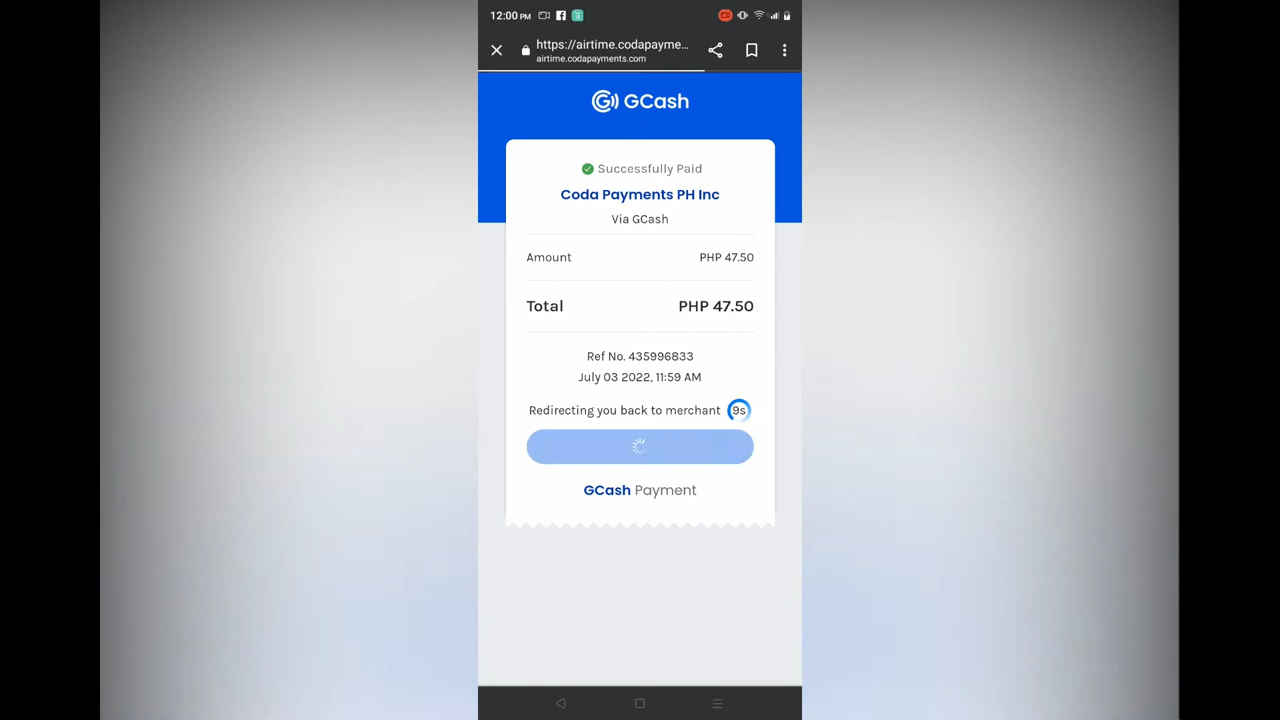 12:00 PM
https://airtime.codapayme...
airtime.codapayments.com
GCash
Successfully Paid
Coda Payments PH Inc
Via GCash
Amount PHP 47.50
Total PHP 47.50
Ref No. 435996833
July 03 2022, 11:59 AM
Redirecting you back to merchant 9s
GCash Payment